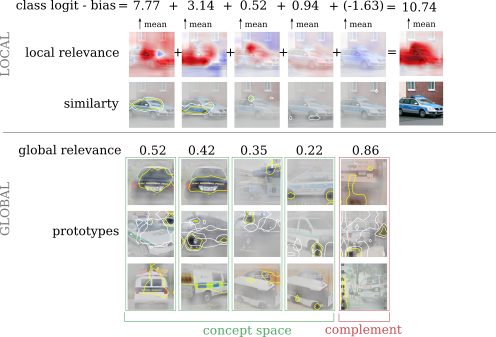 class logit - bias = 7.77 + 3.14 + 0.52 + 0.94 + (-1.63) = 10.74
mean mean mean mean mean
LOCAL
local relevance + + + + =
similarty
global relevance 0.52 0.42 0.35 0.22 0.86
GLOBAL
prototypes
concept space complement